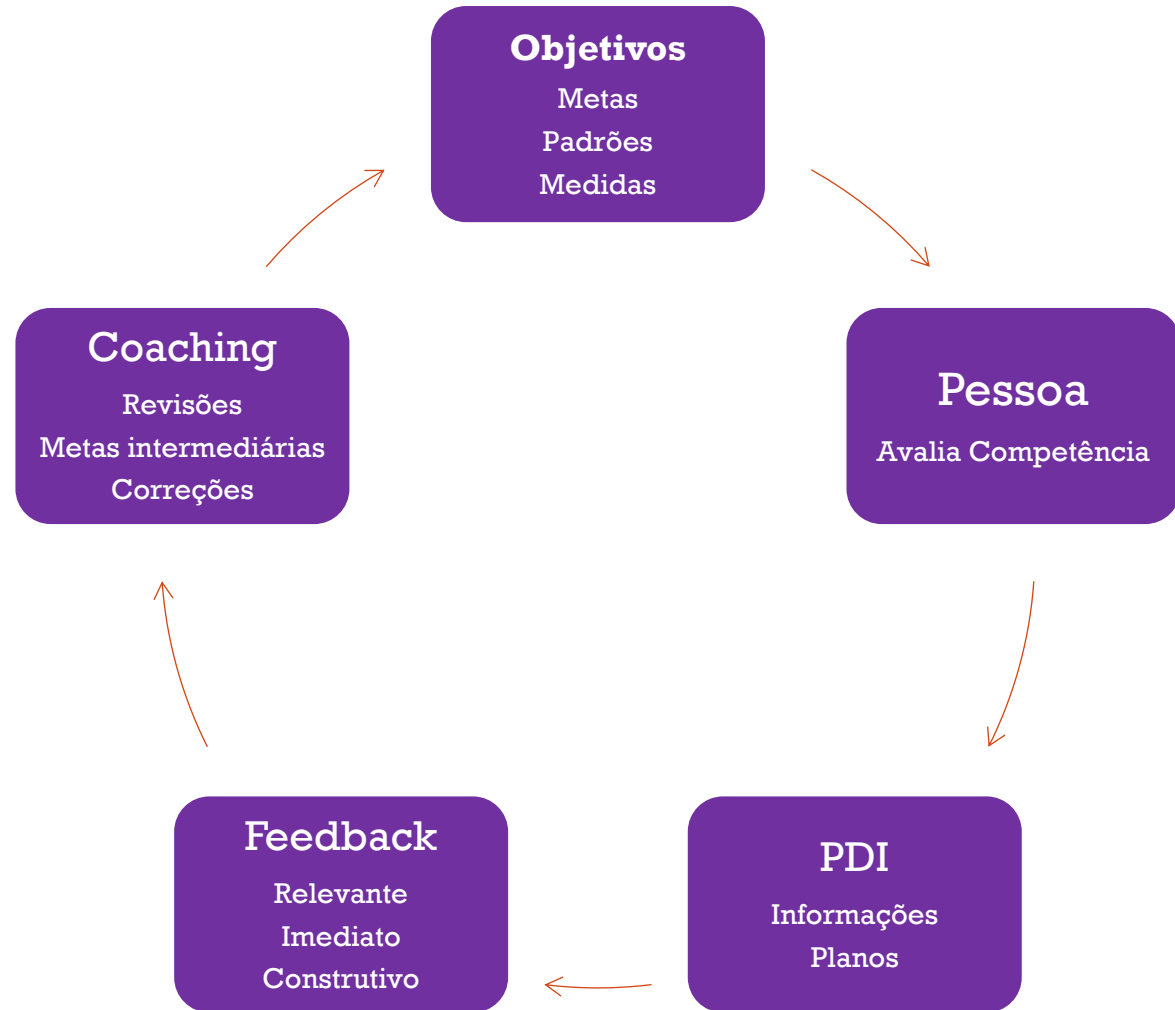 Objetivos
Metas
Padrões
Medidas
Pessoa
Avalia Competência
PDI
Informações
Planos
Feedback
Relevante
Imediato
Construtivo
Coaching
Revisões
Metas intermediárias
Correções